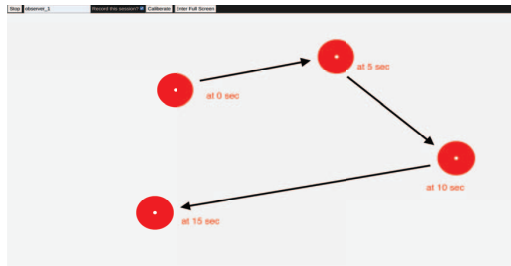 Stop observer_1 Record this session? Calliberate Enter Full Screen
at 5 sec
at 0 sec
at 10 sec
at 15 sec